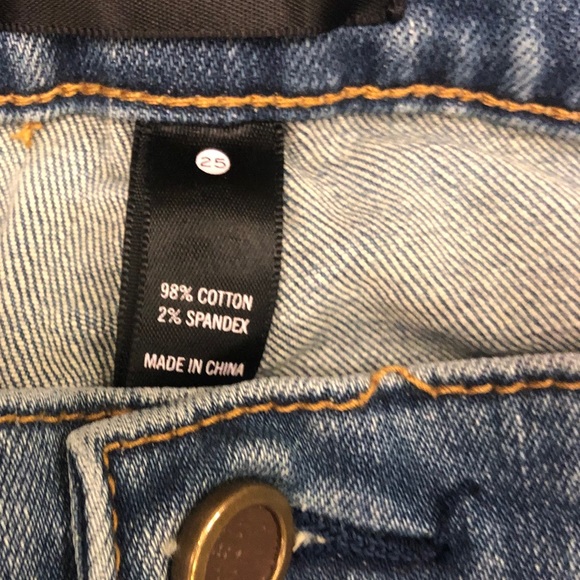 25
98% COTTON
2% SPANDEX
MADE IN CHINA